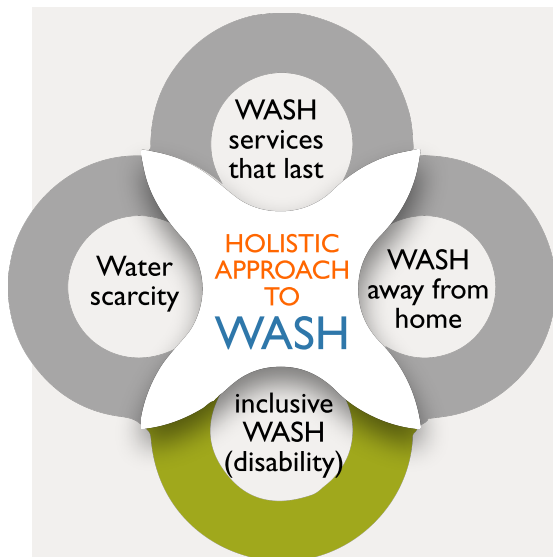 WASH
services
that last
Water
scarcity
HOLISTIC
APPROACH
TO
WASH
WASH
away from
home
inclusive
WASH
(disability)